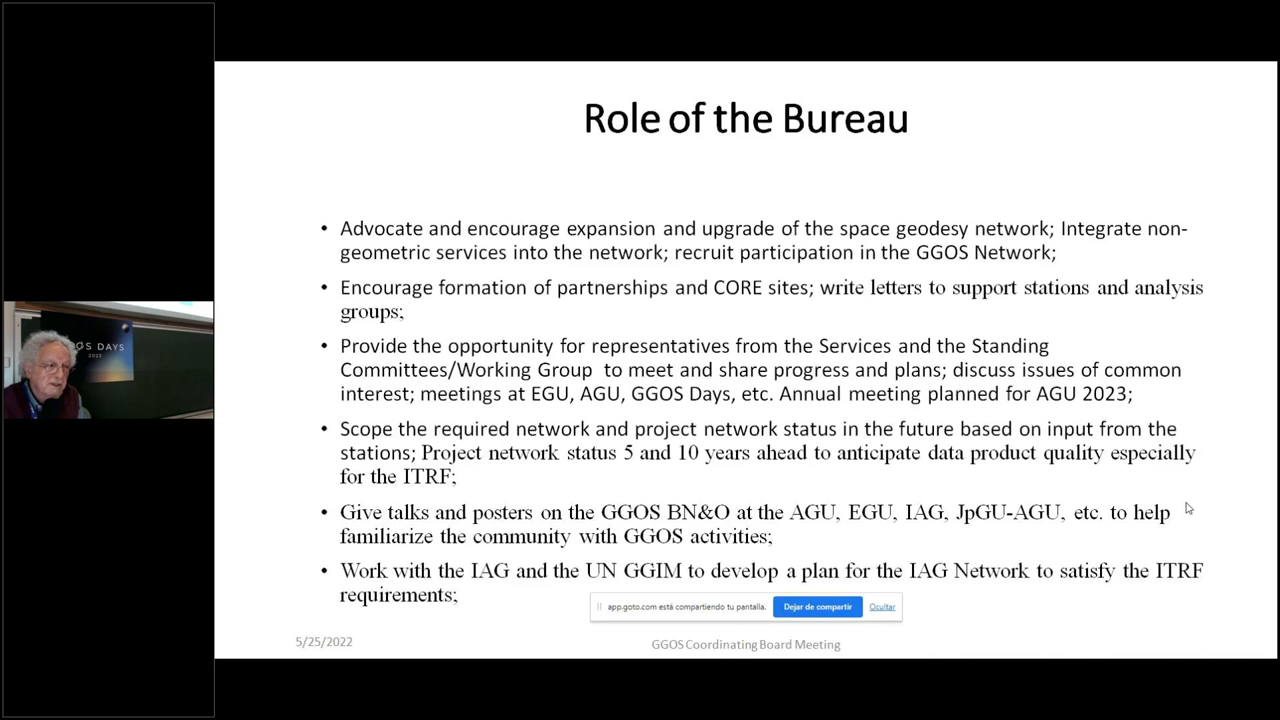 Role of the Bureau
• Advocate and encourage expansion and upgrade of the space geodesy network; Integrate non-
geometric services into the network; recruit participation in the GGOS Network;
• Encourage formation of partnerships and CORE sites; write letters to support stations and analysis
groups;
• Provide the opportunity for representatives from the Services and the Standing
Committees/Working Group to meet and share progress and plans; discuss issues of common
interest; meetings at EGU, AGU, GGOS Days, etc. Annual meeting planned for AGU 2023;
• Scope the required network and project network status in the future based on input from the
stations; Project network status 5 and 10 years ahead to anticipate data product quality especially
for the ITRF;
• Give talks and posters on the GGOS BN&O at the AGU, EGU, IAG, JpGU-AGU, etc. to help
familiarize the community with GGOS activities;
• Work with the IAG and the UN GGIM to develop a plan for the IAG Network to satisfy the ITRF
requirements;
app.goto.com está compartiendo tu pantalla. Dejar de compartir Ocultar
5/25/2022 GGOS Coordinating Board Meeting
OS DAYS